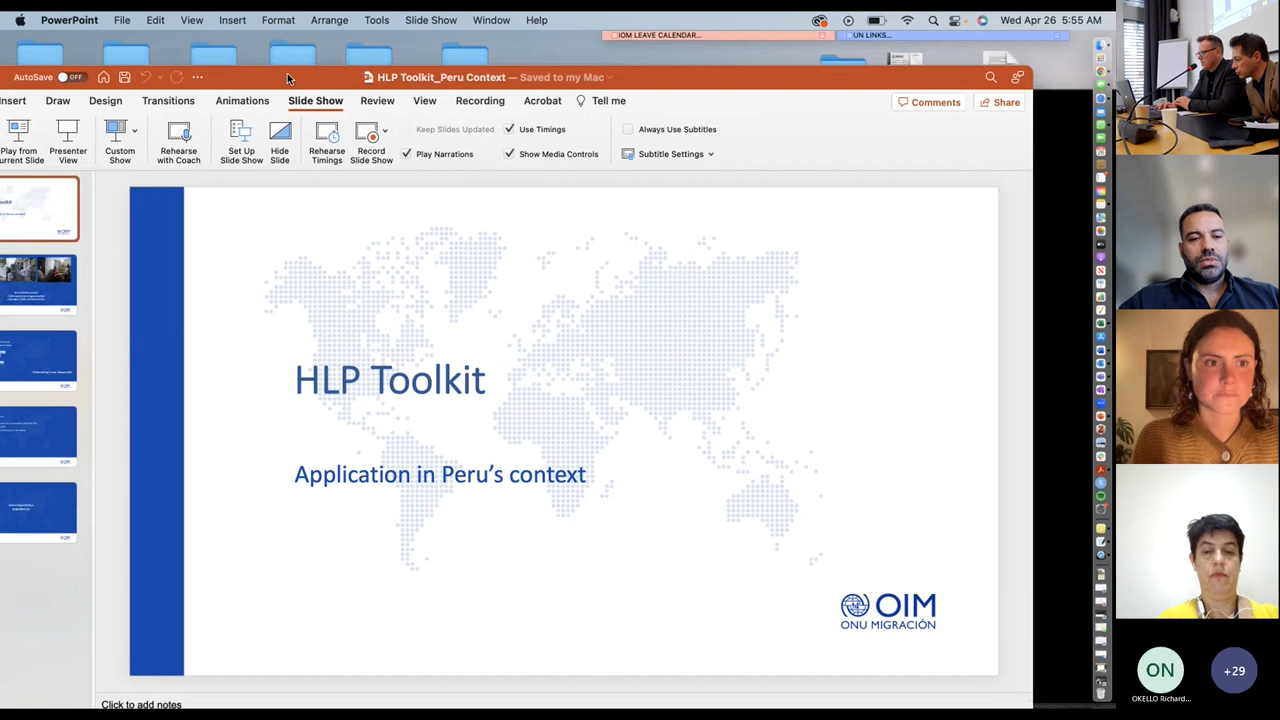 PowerPoint File Edit View Insert Format Arrange Tools Slide Show Window Help Wed Apr 26 5:55 AM
IOM LEAVE CALENDAR... UN LINKS...
AutoSave OFF HLP Toolkit_Peru Context — Saved to my Mac
nsert Draw Design Transitions Animations Slide Show Review View Recording Acrobat Tell me Comments Share
Play from
urrent Slide
Presenter
View
Custom
Show
Rehearse
with Coach
Set Up
Slide Show
Hide
Slide
Rehearse
Timings
Record
Slide Show
Keep Slides Updated
Use Timings
Play Narrations
Show Media Controls
Always Use Subtitles
Subtitle Settings
HLP Toolkit
Application in Peru's context
OIM
ONU MIGRACIÓN
Click to add notes
ON
+29
OKELLO Richard...